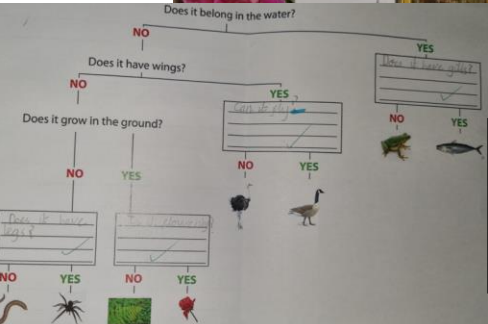 Does it belong in the water?
NO
YES
Does it have wings?
Does it have gills?
NO
YES
Can it fly?
NO
YES
Does it grow in the ground?
NO
YES
NO
YES
Does it have
legs?
NO
YES
NO
YES